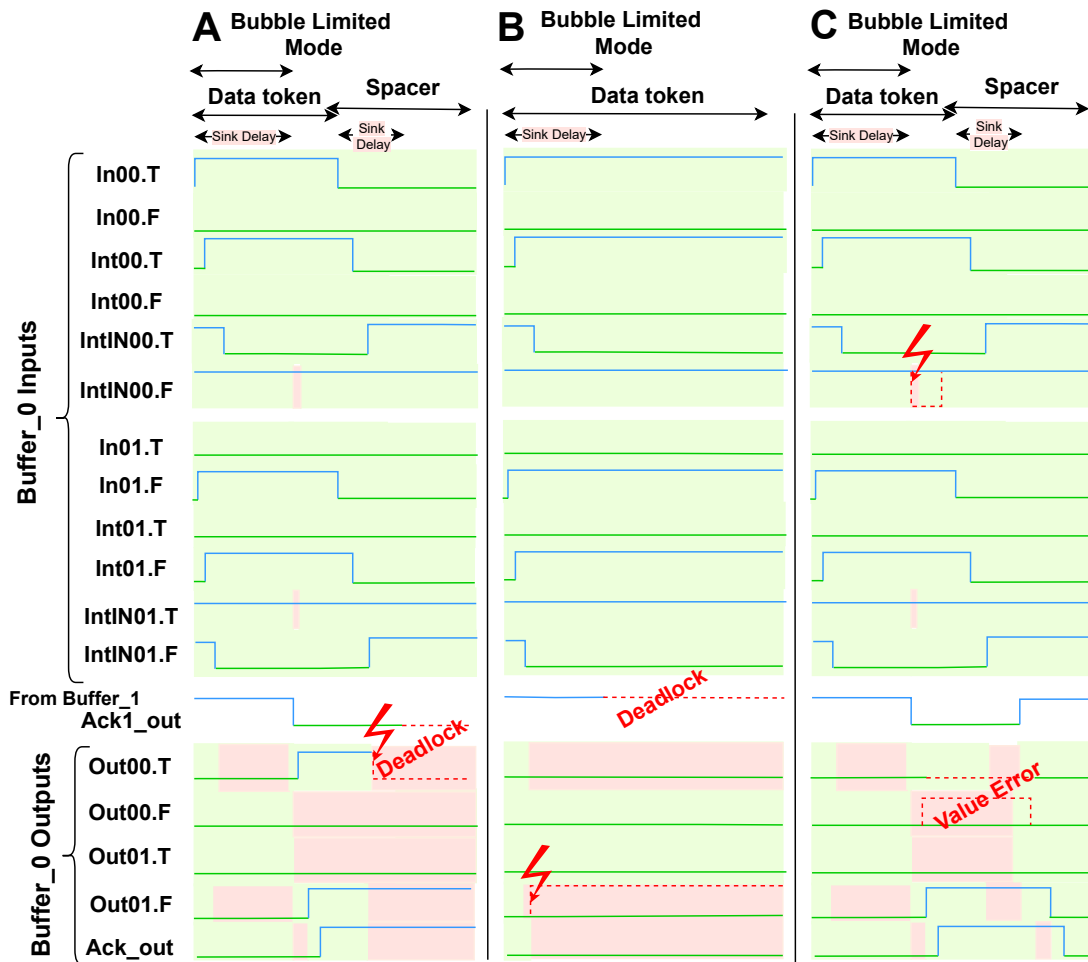 A
Bubble Limited
Mode
B
Bubble Limited
Mode
C
Bubble Limited
Mode
Data token
Spacer
Data token
Data token
Spacer
Sink Delay
Sink
Delay
Sink Delay
Sink Delay
Sink
Delay
Buffer_0 Inputs
In00.T
In00.F
Int00.T
Int00.F
IntIN00.T
IntIN00.F
In01.T
In01.F
Int01.T
Int01.F
IntIN01.T
IntIN01.F
From Buffer_1
Ack1_out
Deadlock
Deadlock
Value Error
Buffer_0 Outputs
Out00.T
Out00.F
Out01.T
Out01.F
Ack_out